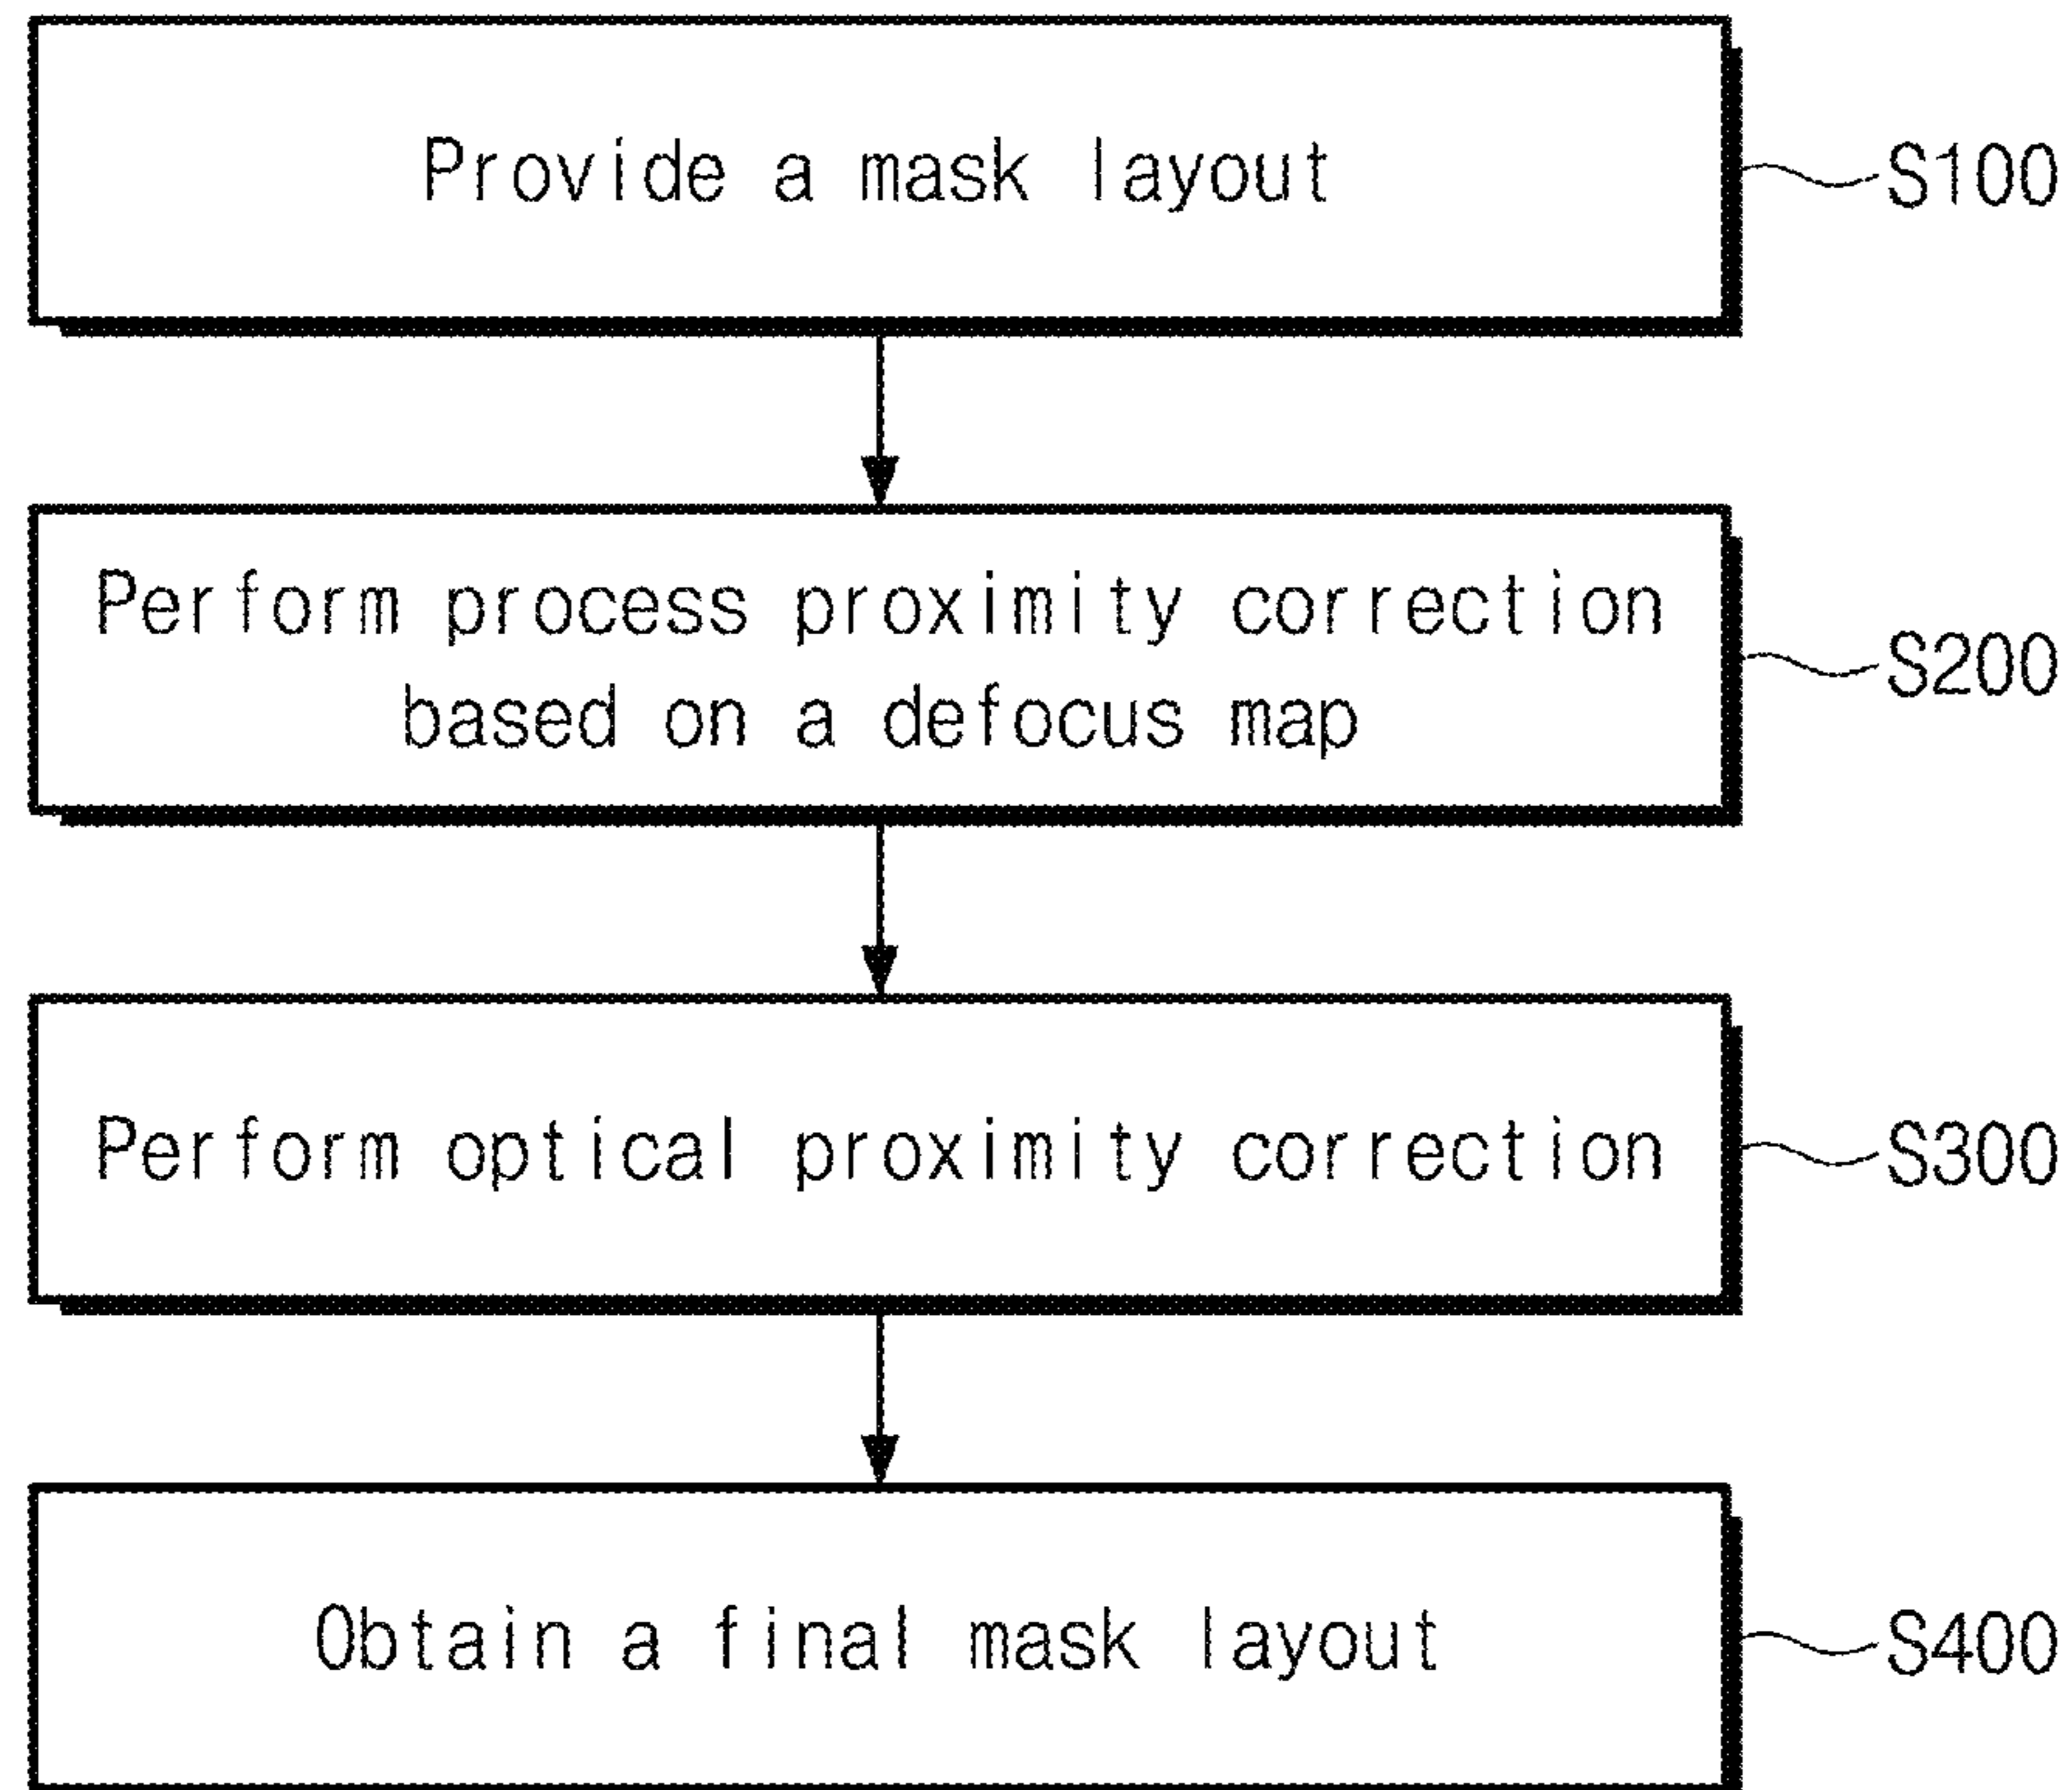 Provide a mask layout
S100
Perform process proximity correction
based on a defocus map
S200
Perform optical proximity correction
S300
Obtain a final mask layout
S400